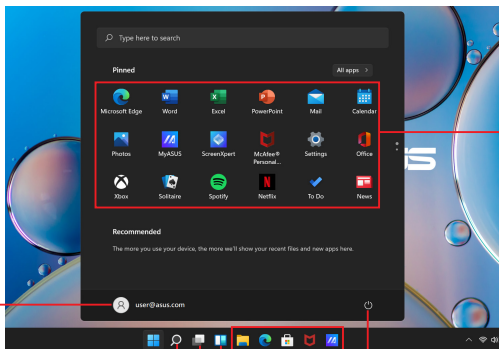 Type here to search
Pinned
All apps >
Microsoft Edge
Word
Excel
PowerPoint
Mail
Calendar
Photos
MyASUS
ScreenXpert
McAfee®
Personal...
Settings
Office
Xbox
Solitaire
Spotify
Netflix
To Do
News
Recommended
The more you use your device, the more we'll show your recent files and new apps here.
user@asus.com